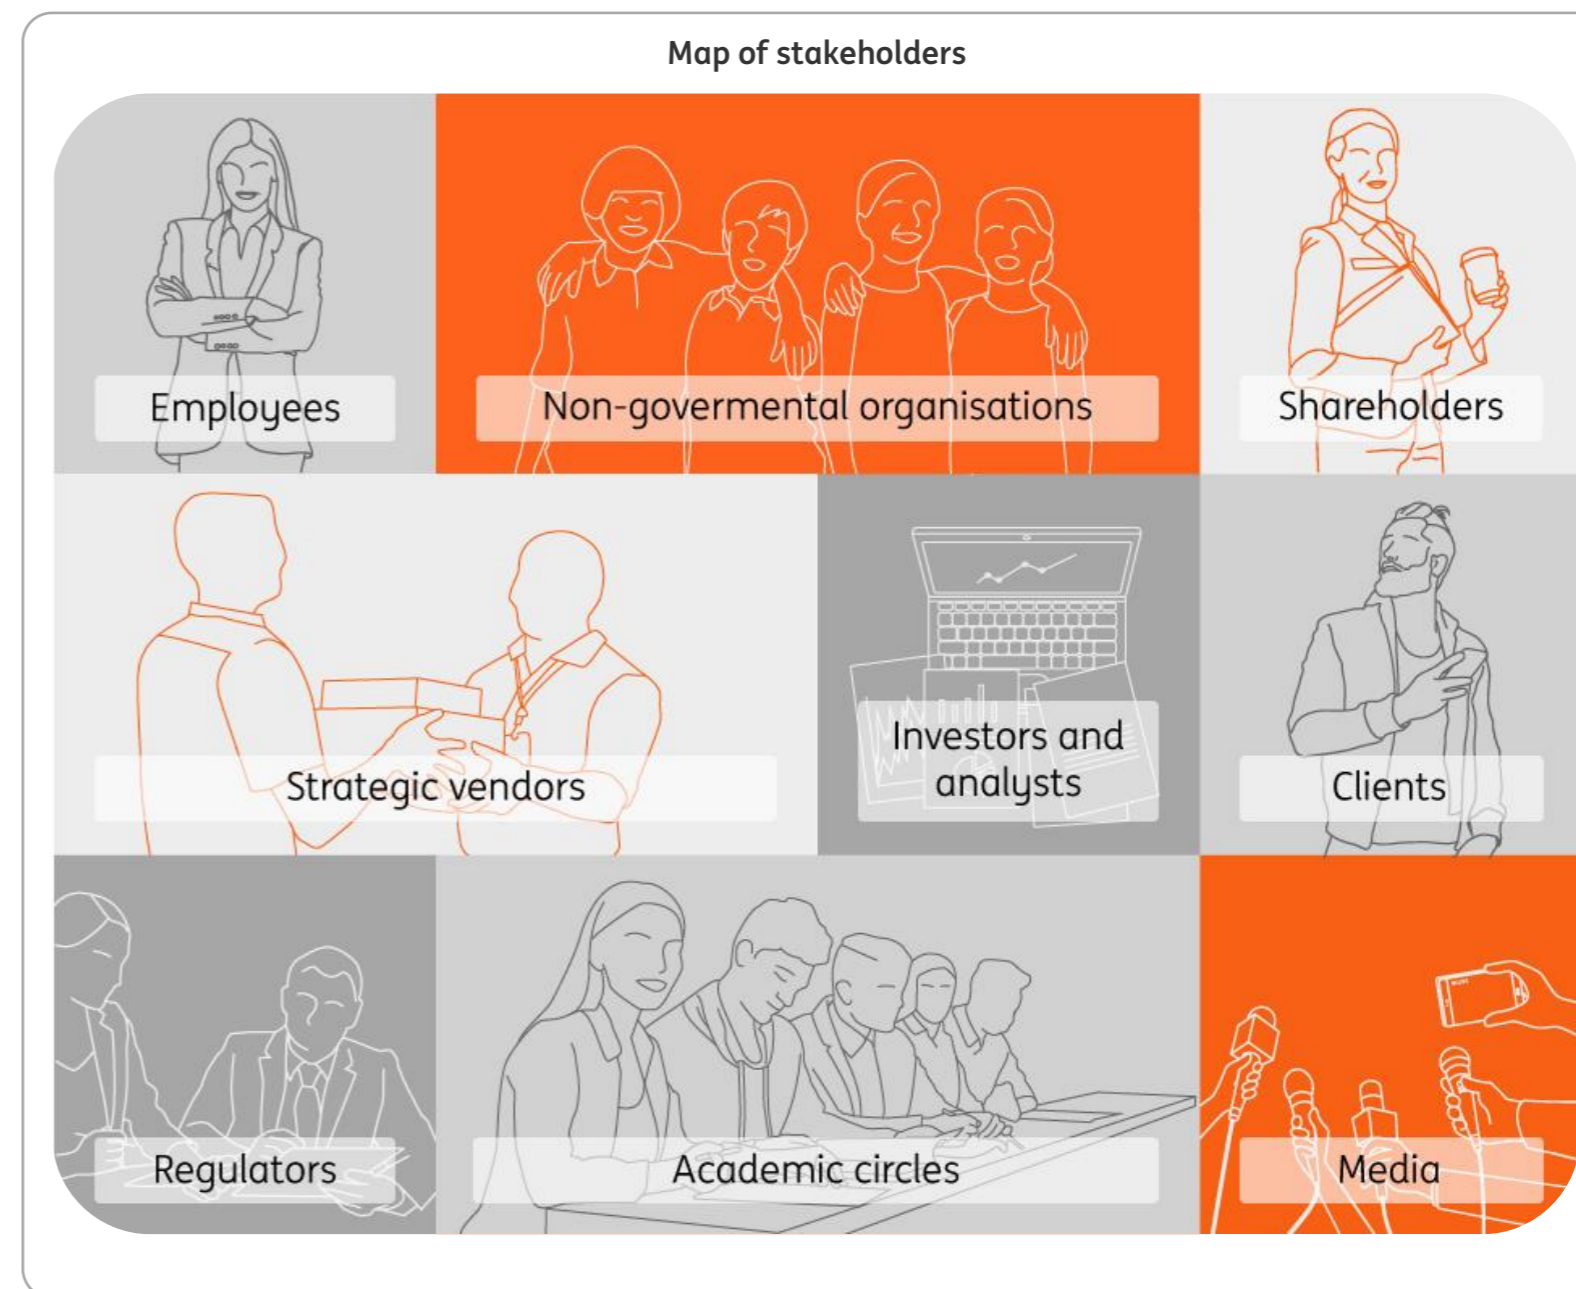 Map of stakeholders
Employees
Non-govermental organisations
Shareholders
Strategic vendors
Investors and
analysts
Clients
Regulators
Academic circles
Media